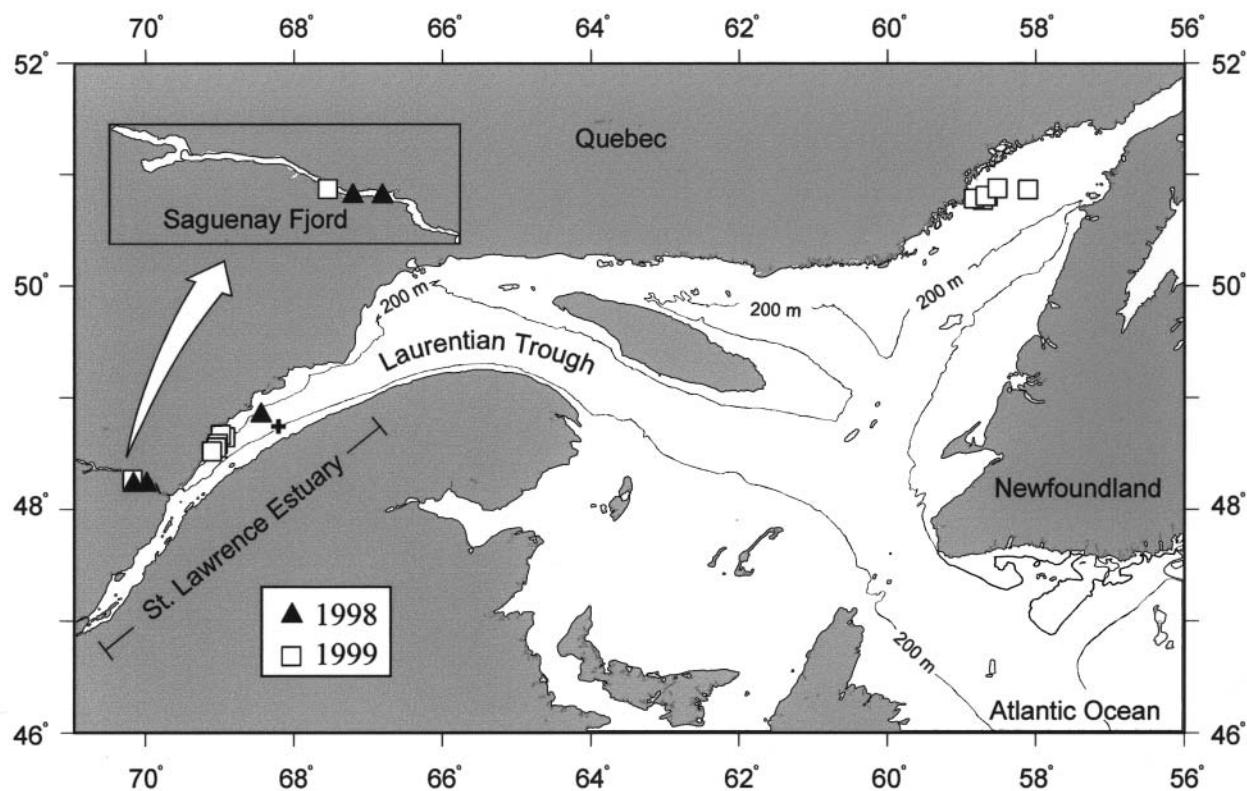 70° 68° 66° 64° 62° 60° 58° 56°
52° 52°
Quebec
Saguenay Fjord
50° 50°
200 m
200 m
200 m
Laurentian Trough
St. Lawrence Estuary
48° 48°
Newfoundland
1998
1999
200 m
Atlantic Ocean
46° 46°
70° 68° 66° 64° 62° 60° 58° 56°